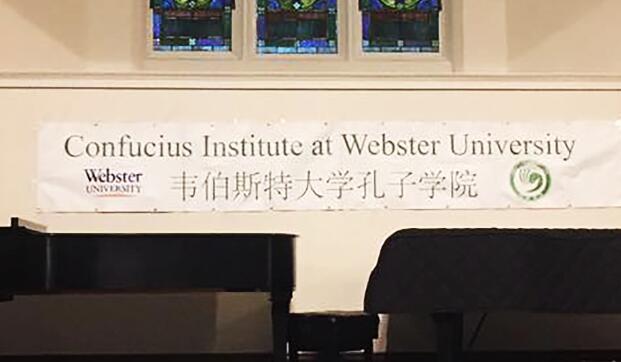 Confucius Institute at Webster University
Webster
UNIVERSITY
韦伯斯特大学孔子学院